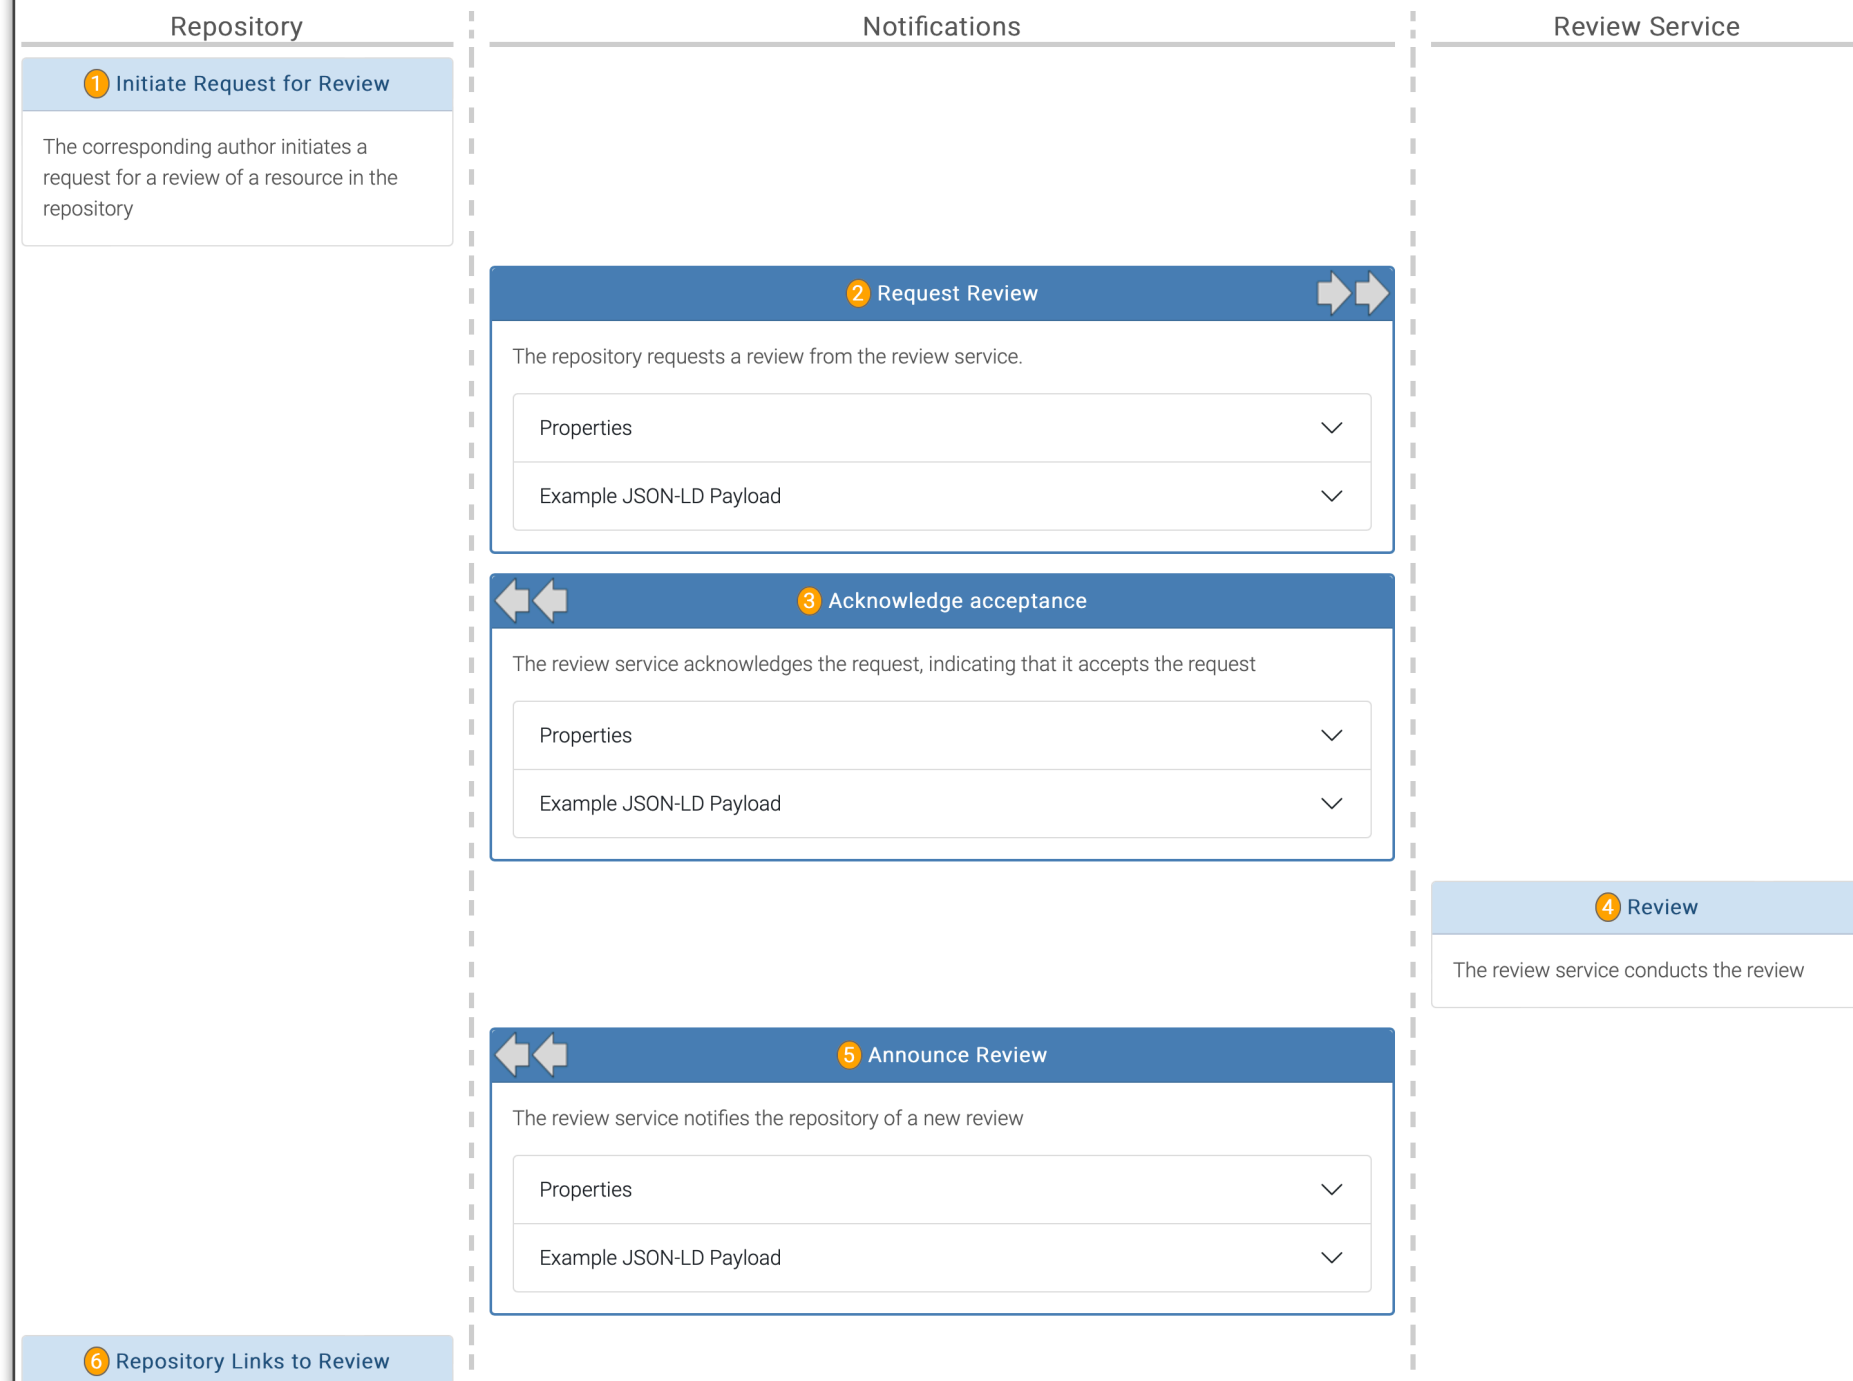 Repository
Notifications
Review Service
1 Initiate Request for Review
The corresponding author initiates a
request for a review of a resource in the
repository
2 Request Review
The repository requests a review from the review service.
Properties
Example JSON-LD Payload
3 Acknowledge acceptance
The review service acknowledges the request, indicating that it accepts the request
Properties
Example JSON-LD Payload
4 Review
The review service conducts the review
5 Announce Review
The review service notifies the repository of a new review
Properties
Example JSON-LD Payload
6 Repository Links to Review